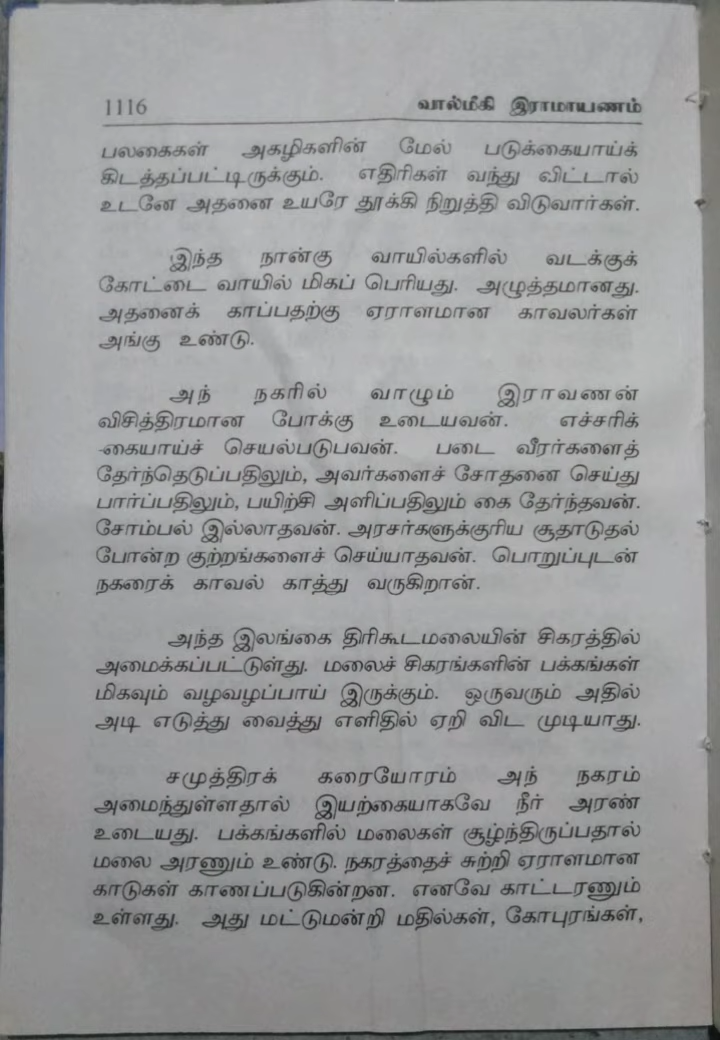 1116 வால்மீகி இராமாயணம்
பலகைகள் அகழிகளின் மேல் படுக்கையாய்க்
கிடத்தப்பட்டிருக்கும். எதிரிகள் வந்து விட்டால்
உடனே அதனை உயரே தூக்கி நிறுத்தி விடுவார்கள்.
இந்த நான்கு வாயில்களில் வடக்குக்
கோட்டை வாயில் மிகப் பெரியது. அழுத்தமானது.
அதனைக் காப்பதற்கு ஏராளமான காவலர்கள்
அங்கு உண்டு.
அந் நகரில் வாழும் இராவணன்
விசித்திரமான போக்கு உடையவன். எச்சரிக்
-கையாய்ச் செயல்படுபவன். படை வீரர்களைத்
தேர்ந்தெடுப்பதிலும், அவர்களைச் சோதனை செய்து
பார்ப்பதிலும், பயிற்சி அளிப்பதிலும் கை தேர்ந்தவன்.
சோம்பல் இல்லாதவன். அரசர்களுக்குரிய சூதாடுதல்
போன்ற குற்றங்களைச் செய்யாதவன். பொறுப்புடன்
நகரைக் காவல் காத்து வருகிறான்.
அந்த இலங்கை திரிகூடமலையின் சிகரத்தில்
அமைக்கப்பட்டுள்து. மலைச் சிகரங்களின் பக்கங்கள்
மிகவும் வழவழப்பாய் இருக்கும். ஒருவரும் அதில்
அடி எடுத்து வைத்து எளிதில் ஏறி விட முடியாது.
சமுத்திரக் கரையோரம் அந் நகரம்
அமைந்துள்ளதால் இயற்கையாகவே நீர் அரண்
உடையது. பக்கங்களில் மலைகள் சூழ்ந்திருப்பதால்
மலை அரணும் உண்டு. நகரத்தைச் சுற்றி ஏராளமான
காடுகள் காணப்படுகின்றன. எனவே காட்டரணும்
உள்ளது. அது மட்டுமன்றி மதில்கள், கோபுரங்கள்,